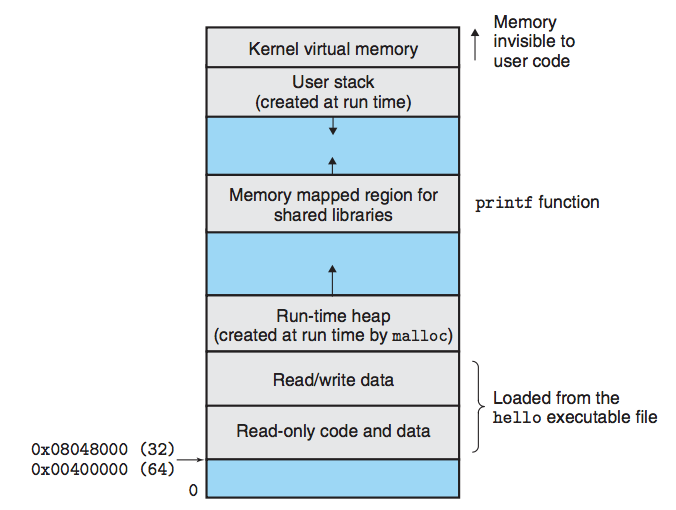 Memory
invisible to
user code
Kernel virtual memory
User stack
(created at run time)
Memory mapped region for
shared libraries
printf function
Run-time heap
(created at run time by malloc)
Read/write data
Loaded from the
hello executable file
Read-only code and data
0x08048000 (32)
0x00400000 (64)
0